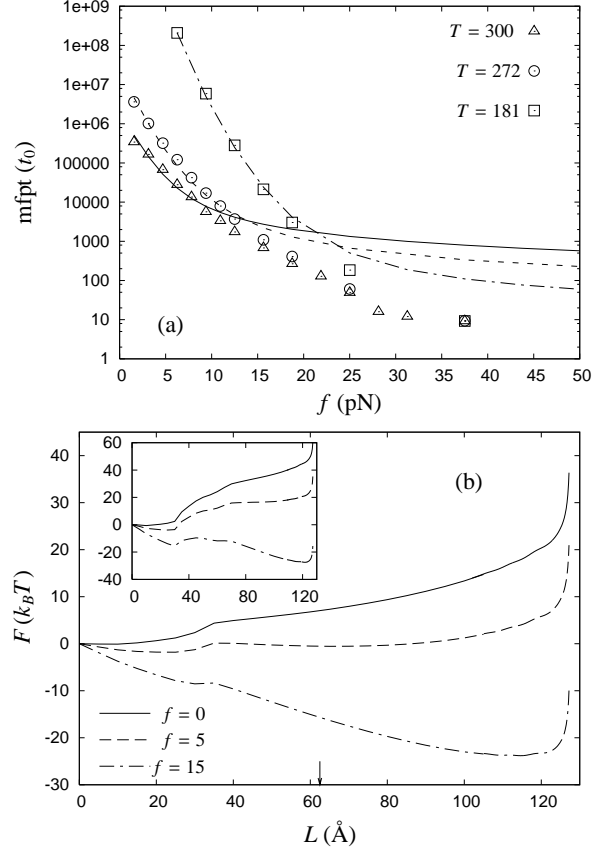 1e+09
1e+08
1e+07
1e+06
100000
10000
1000
100
10
1
mfpt (t₀)
T = 300
T = 272
T = 181
(a)
0 5 10 15 20 25 30 35 40 45 50
f (pN)
60
40
20
0
-20
-40
0 40 80 120
(b)
40
30
20
10
0
-10
-20
-30
F (k_BT)
f = 0
f = 5
f = 15
0 20 40 60 80 100 120
L (Å)